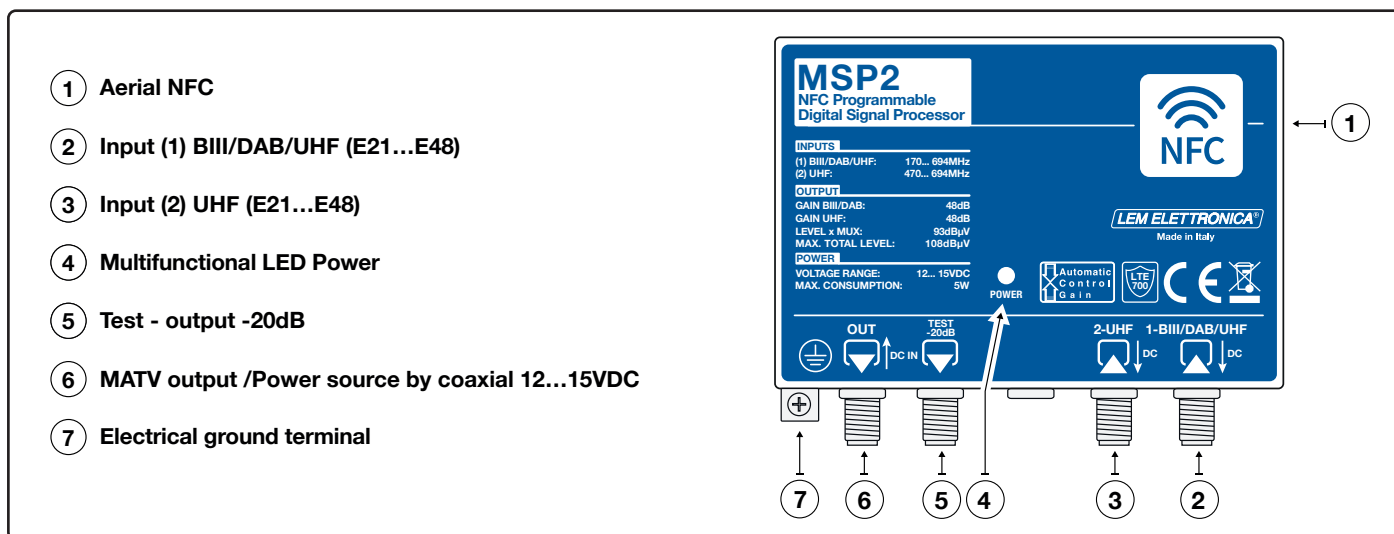 1 Aerial NFC
2 Input (1) BIII/DAB/UHF (E21...E48)
3 Input (2) UHF (E21…E48)
4 Multifunctional LED Power
5 Test - output -20dB
6 MATV output /Power source by coaxial 12…15VDC
7 Electrical ground terminal
MSP2
NFC Programmable
Digital Signal Processor
NFC
1
INPUTS
(1) BIII/DAB/UHF: 170... 694MHz
(2) UHF: 470... 694MHz
OUTPUT
GAIN BIII/DAB: 48dB
GAIN UHF: 48dB
LEVEL x MUX: 93dBµV
MAX. TOTAL LEVEL: 108dBµV
POWER
VOLTAGE RANGE: 12... 15VDC
MAX. CONSUMPTION: 5W
LEM ELETTRONICA®
Made in Italy
POWER
Automatic
Control
Gain
LTE
700
CE
OUT
DC IN
TEST
-20dB
2-UHF
DC
1-BIII/DAB/UHF
DC
7
6
5
4
3
2